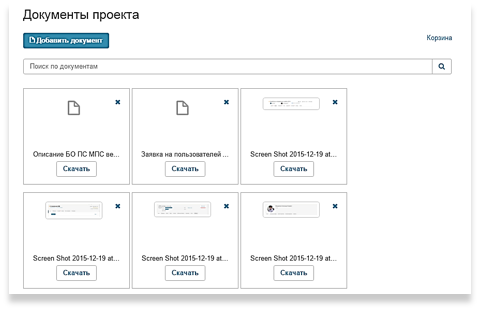 Документы проекта
Добавить документ
Корзина
Поиск по документам
Описание БО ПС МПС ве...
Заявка на пользователей ...
Screen Shot 2015-12-19 at...
Скачать
Скачать
Скачать
Screen Shot 2015-12-19 at...
Screen Shot 2015-12-19 at...
Screen Shot 2015-12-19 at...
Скачать
Скачать
Скачать